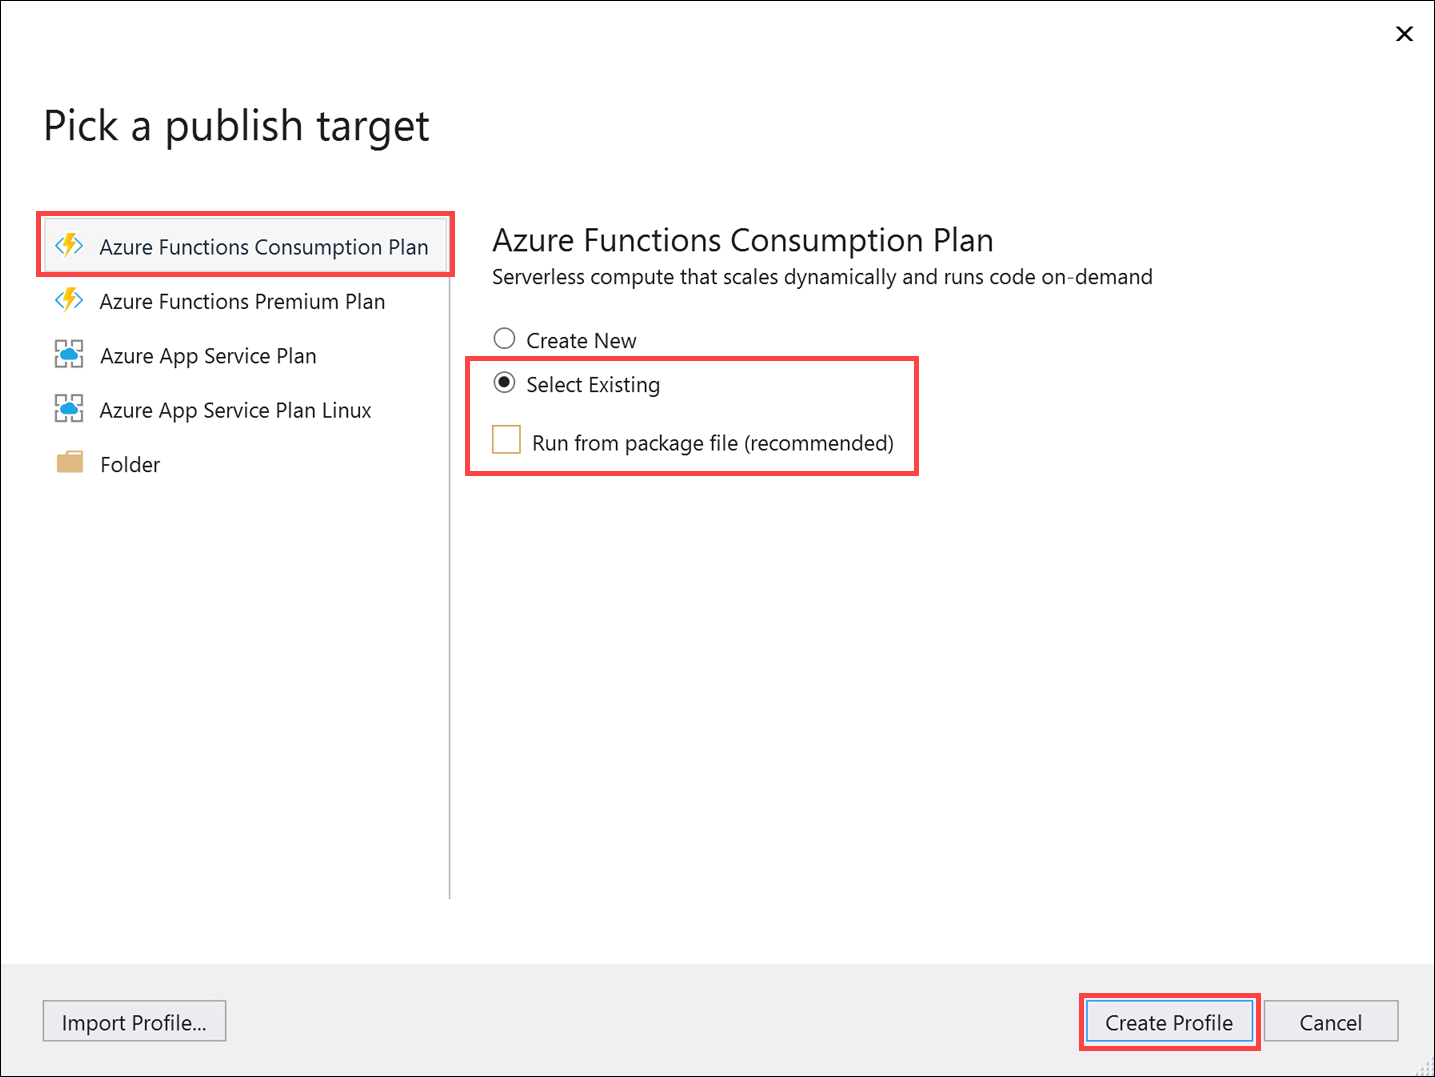 Pick a publish target
Azure Functions Consumption Plan
Azure Functions Premium Plan
Azure App Service Plan
Azure App Service Plan Linux
Folder
Azure Functions Consumption Plan
Serverless compute that scales dynamically and runs code on-demand
Create New
Select Existing
Run from package file (recommended)
Import Profile...
Create Profile
Cancel